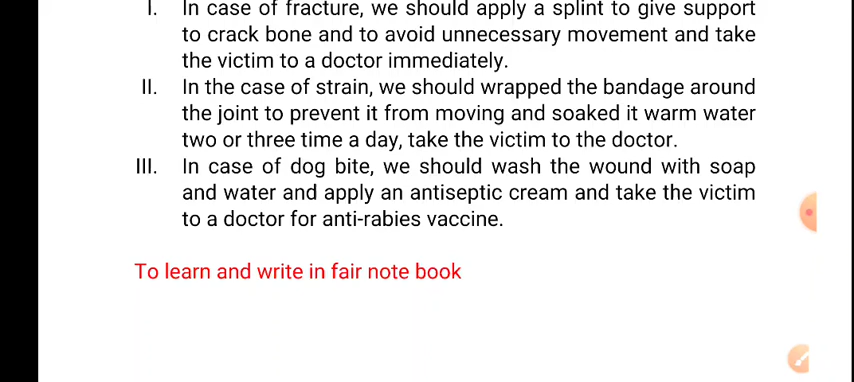 I. In case of fracture, we should apply a splint to give support
to crack bone and to avoid unnecessary movement and take
the victim to a doctor immediately.
II. In the case of strain, we should wrapped the bandage around
the joint to prevent it from moving and soaked it warm water
two or three time a day, take the victim to the doctor.
III. In case of dog bite, we should wash the wound with soap
and water and apply an antiseptic cream and take the victim
to a doctor for anti-rabies vaccine.
To learn and write in fair note book